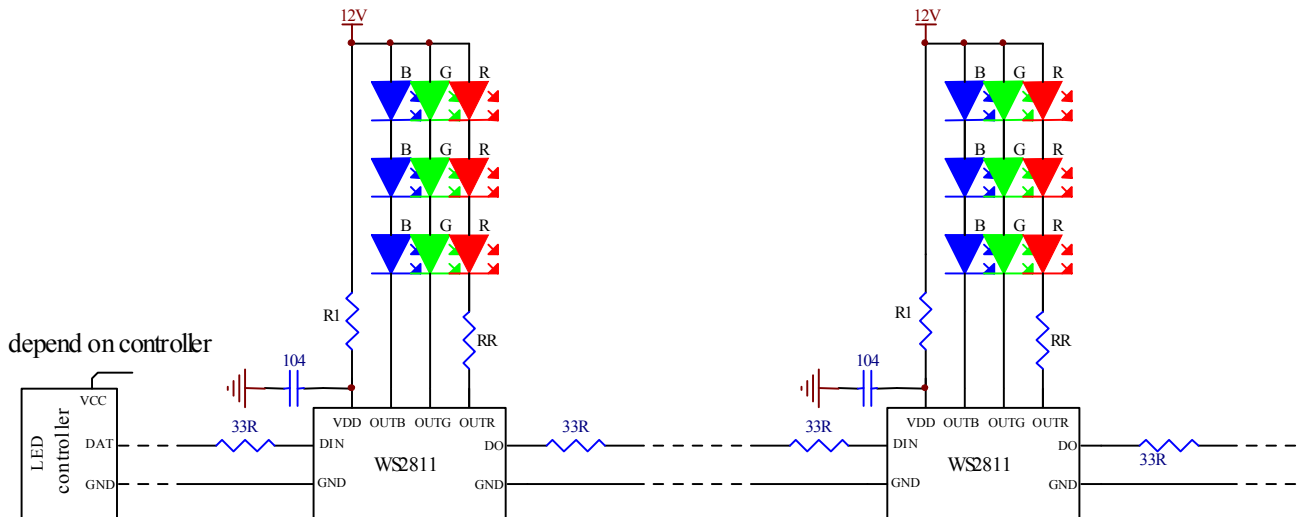 12V 12V
B G R B G R
B G R B G R
B G R B G R
R1 RR R1 RR
depend on controller
104 104
VCC
VDD OUTB OUTG OUTR VDD OUTB OUTG OUTR
LED controller
DAT 33R DIN DO 33R 33R DIN DO 33R
WS2811 WS2811
GND GND GND GND GND